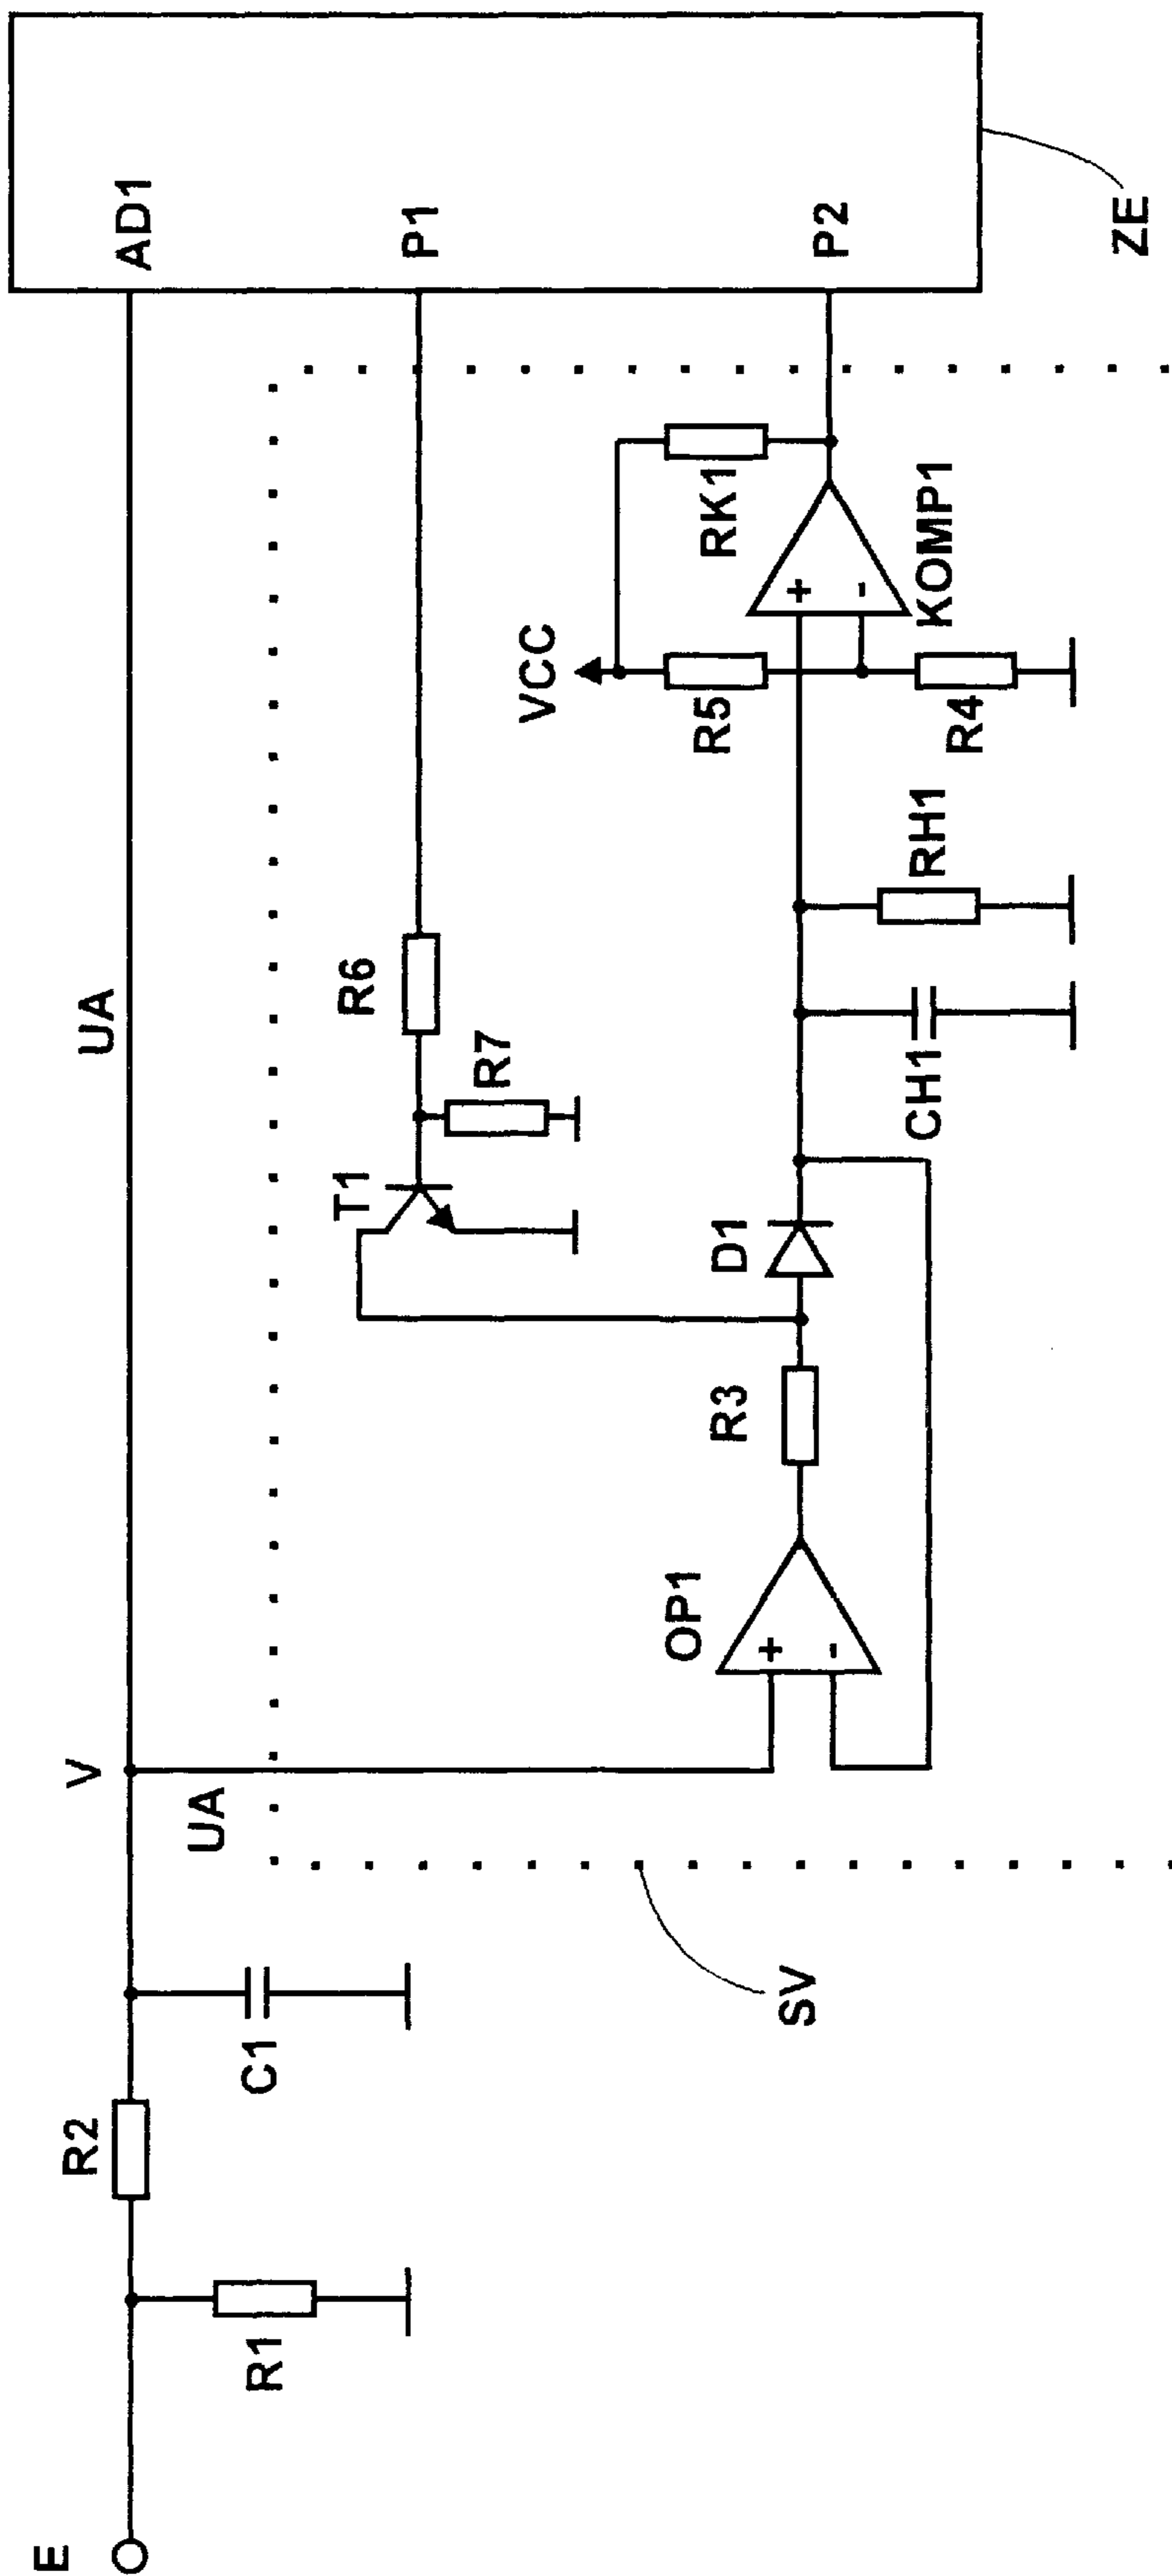 E
R1
R2
C1
V
UA
UA
SV
OP1
+
-
R3
D1
T1
R7
R6
CH1
RH1
VCC
R5
R4
+
-
KOMP1
RK1
AD1
P1
P2
ZE